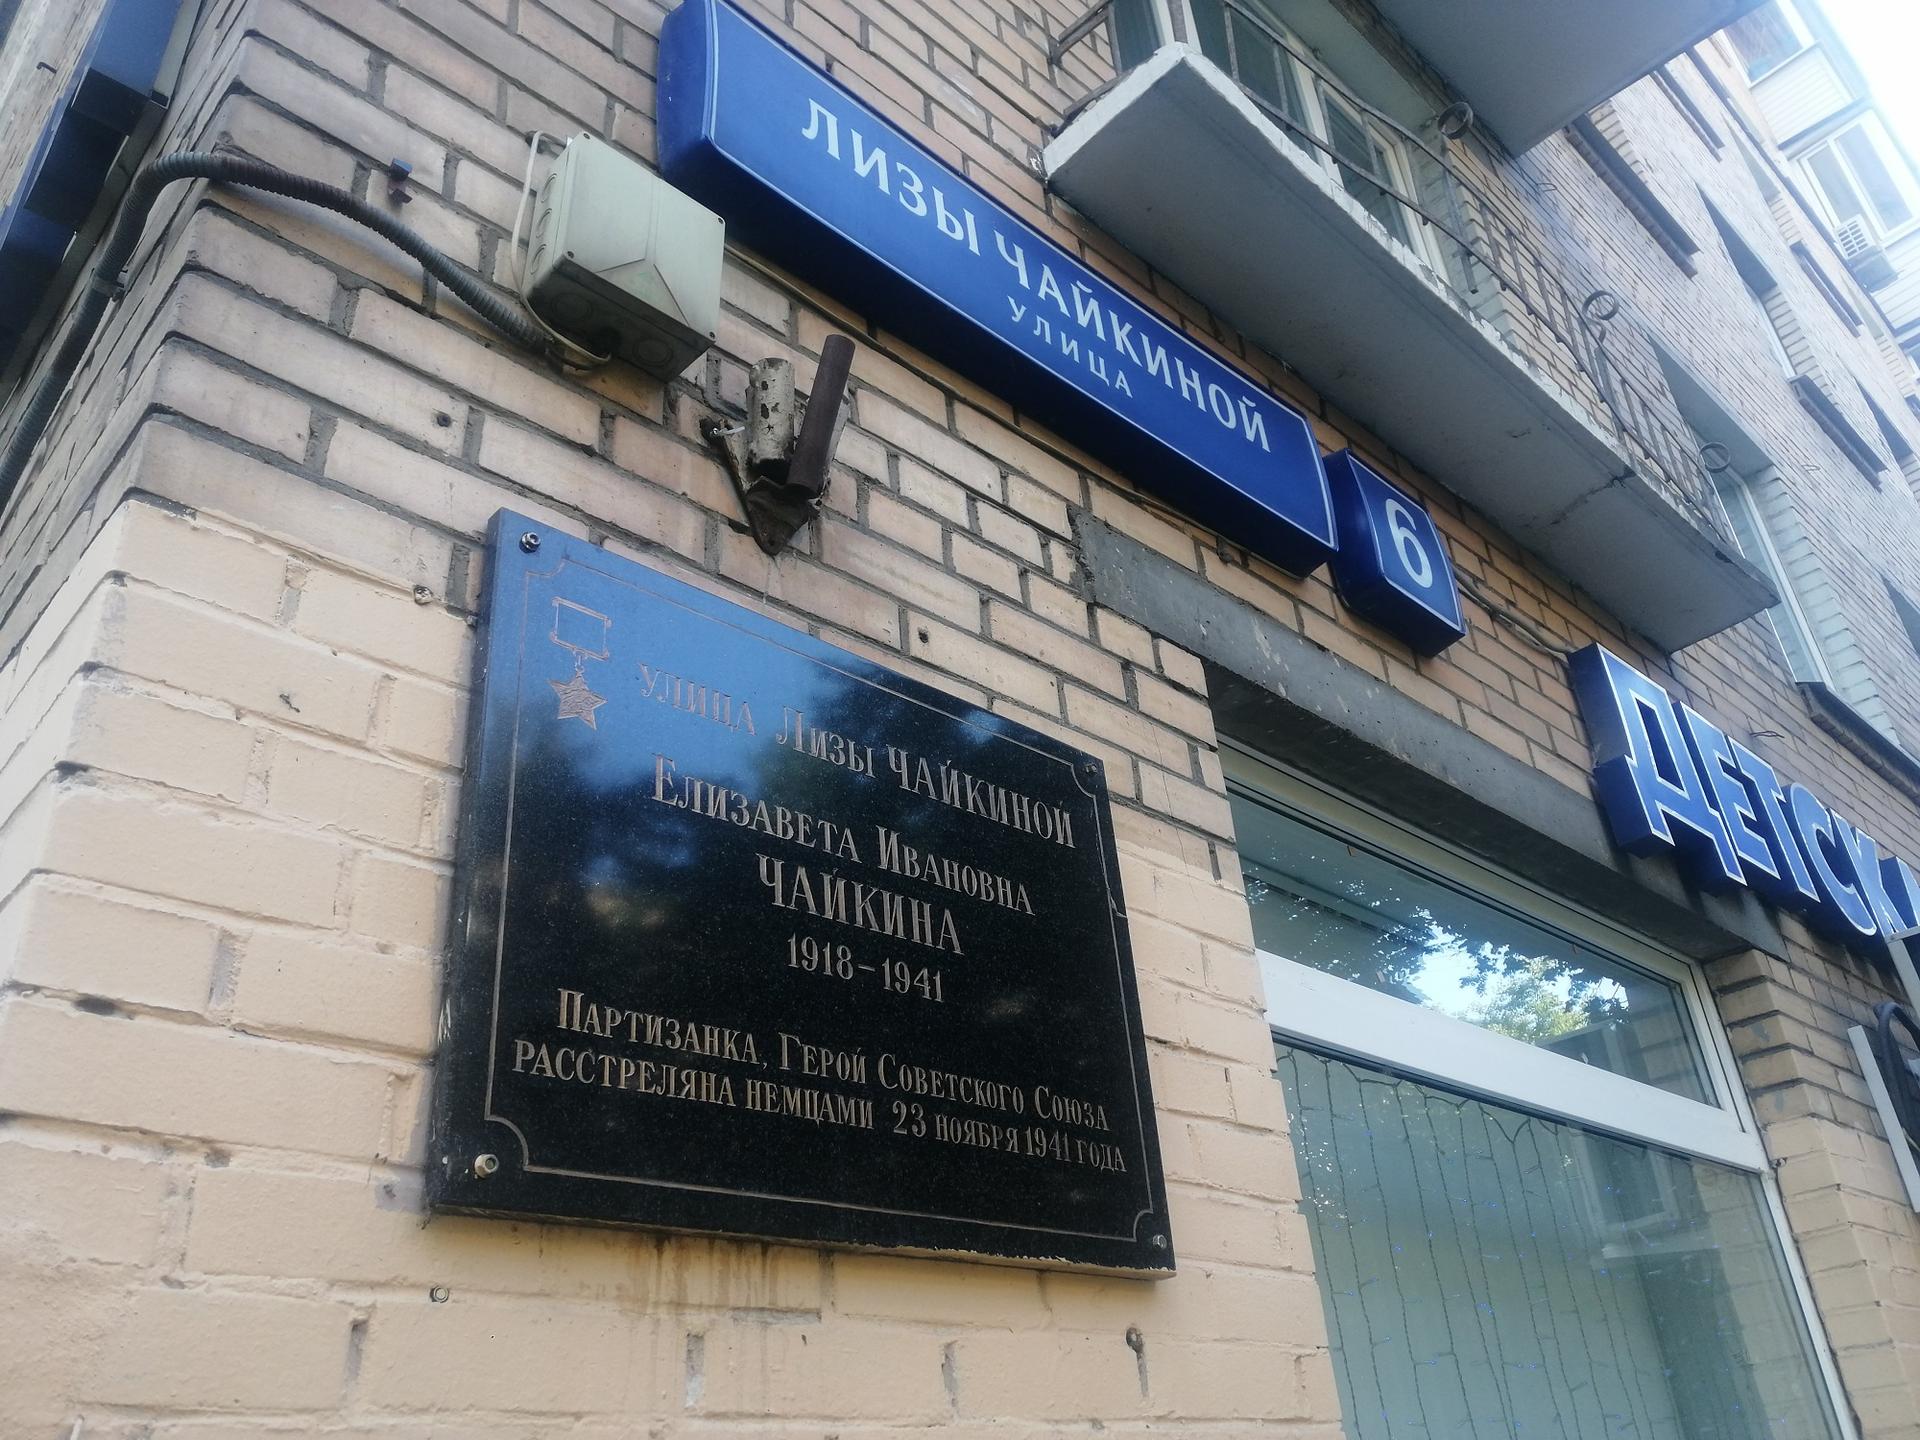 ЛИЗЫ ЧАЙКИНОЙ
УЛИЦА
6
УЛИЦА ЛИЗЫ ЧАЙКИНОЙ
ЕЛИЗАВЕТА ИВАНОВНА
ЧАЙКИНА
1918-1941
ПАРТИЗАНКА, ГЕРОЙ СОВЕТСКОГО СОЮЗА
РАССТРЕЛЯНА НЕМЦАМИ 23 НОЯБРЯ 1941 ГОДА